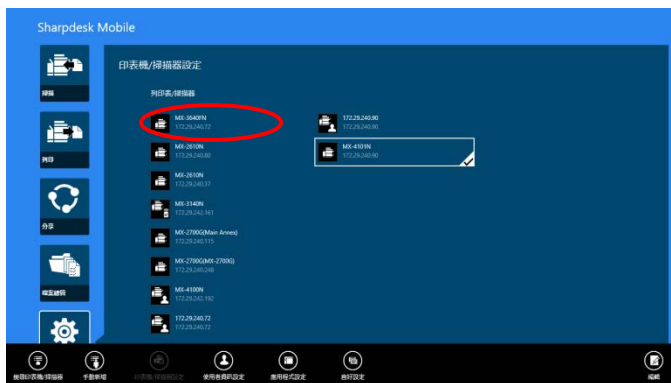 Sharpdesk Mobile
印表機/掃描器設定
列印表/掃描器
掃描
列印
分享
檔案總管
MX-3640FN
172.29.240.72
MX-2610N
172.29.240.80
MX-2610N
172.29.240.37
MX-3140N
172.29.242.161
MX-2700G(Main Annex)
172.29.240.115
MX-2700G(MX-2700G)
172.29.240.248
MX-4100N
172.29.242.192
172.29.240.72
172.29.240.72
172.29.240.90
172.29.240.90
MX-4101N
172.29.240.90
搜尋印表機/掃描器
手動新增
印表機/掃描器設定
使用者資訊設定
應用程式設定
喜好設定
編輯